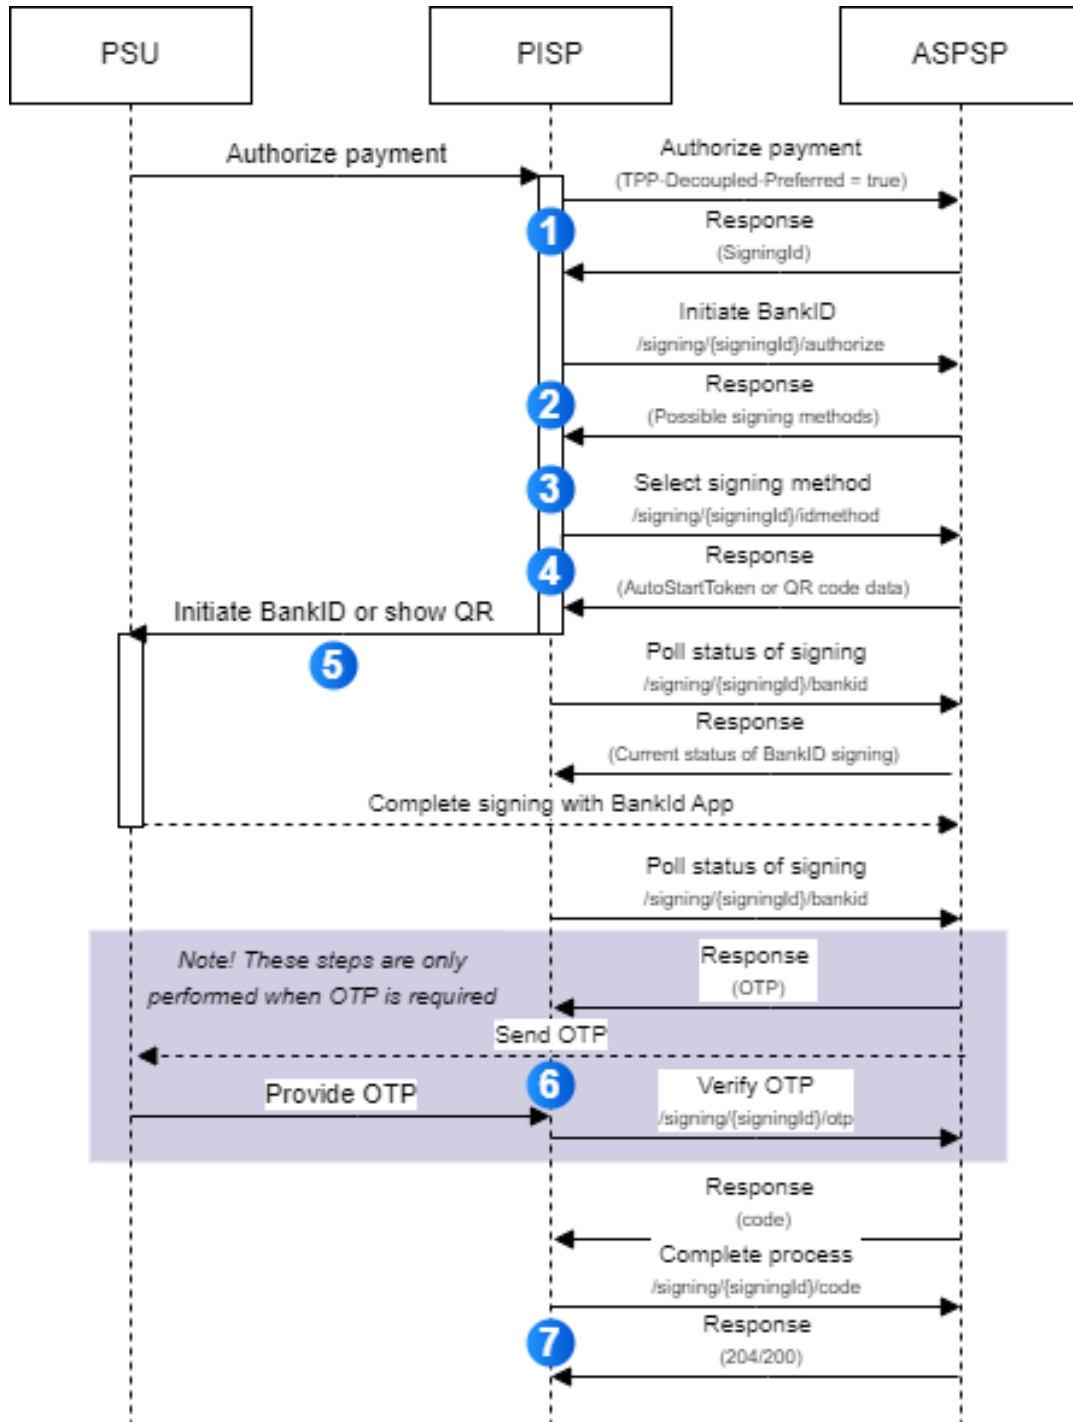 PSU
PISP
ASPSP
Authorize payment
Authorize payment
(TPP-Decoupled-Preferred = true)
1
Response
(SigningId)
Initiate BankID
/signing/{signingId}/authorize
2
Response
(Possible signing methods)
3
Select signing method
/signing/{signingId}/idmethod
4
Response
(AutoStartToken or QR code data)
Initiate BankID or show QR
5
Poll status of signing
/signing/{signingId}/bankid
Response
(Current status of BankID signing)
Complete signing with BankId App
Poll status of signing
/signing/{signingId}/bankid
Note! These steps are only
performed when OTP is required
Response
(OTP)
Send OTP
6
Provide OTP
Verify OTP
/signing/{signingId}/otp
Response
(code)
Complete process
/signing/{signingId}/code
7
Response
(204/200)